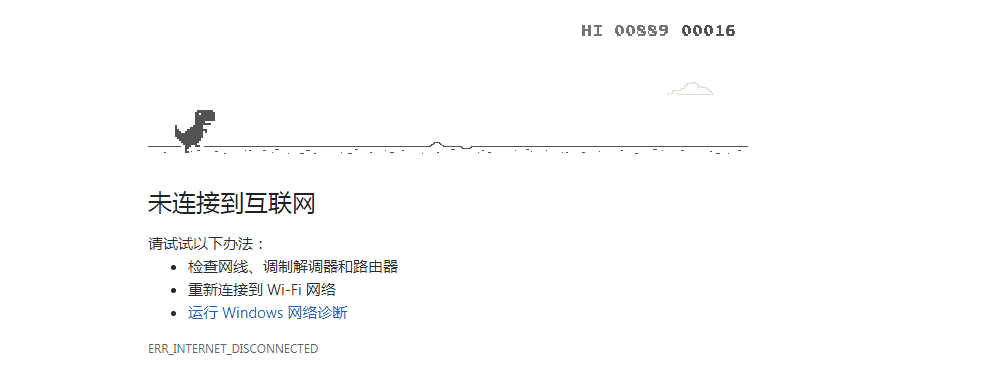 HI 00889 00016
未连接到互联网
请试试以下办法：
检查网线、调制解调器和路由器
重新连接到 Wi-Fi 网络
运行 Windows 网络诊断
ERR_INTERNET_DISCONNECTED